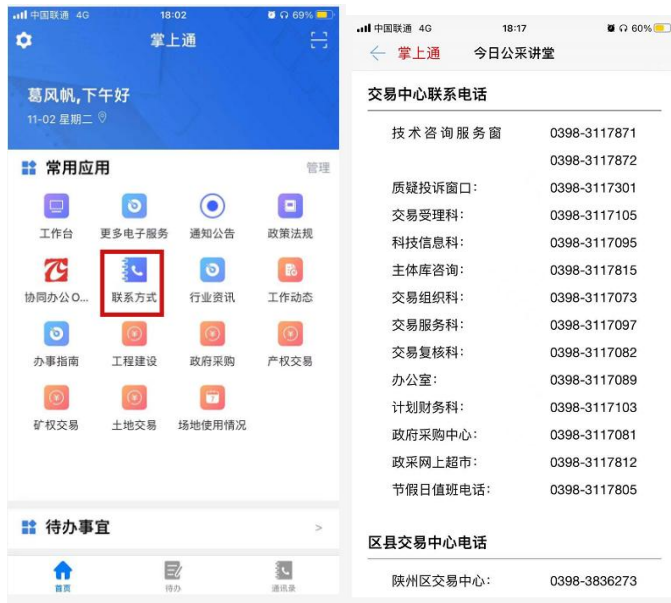 中国联通 4G 18:02 69%
掌上通
葛风帆,下午好
11-02 星期二
常用应用 管理
工作台 更多电子服务 通知公告 政策法规
协同办公O... 联系方式 行业资讯 工作动态
办事指南 工程建设 政府采购 产权交易
矿权交易 土地交易 场地使用情况
待办事宜 >
首页 待办 通讯录
中国联通 4G 18:17 60%
掌上通 今日公采讲堂
交易中心联系电话
技术咨询服务窗 0398-3117871
0398-3117872
质疑投诉窗口: 0398-3117301
交易受理科: 0398-3117105
科技信息科: 0398-3117095
主体库咨询: 0398-3117815
交易组织科: 0398-3117073
交易服务科: 0398-3117097
交易复核科: 0398-3117082
办公室: 0398-3117089
计划财务科: 0398-3117103
政府采购中心: 0398-3117081
政采网上超市: 0398-3117812
节假日值班电话: 0398-3117805
区县交易中心电话
陕州区交易中心: 0398-3836273